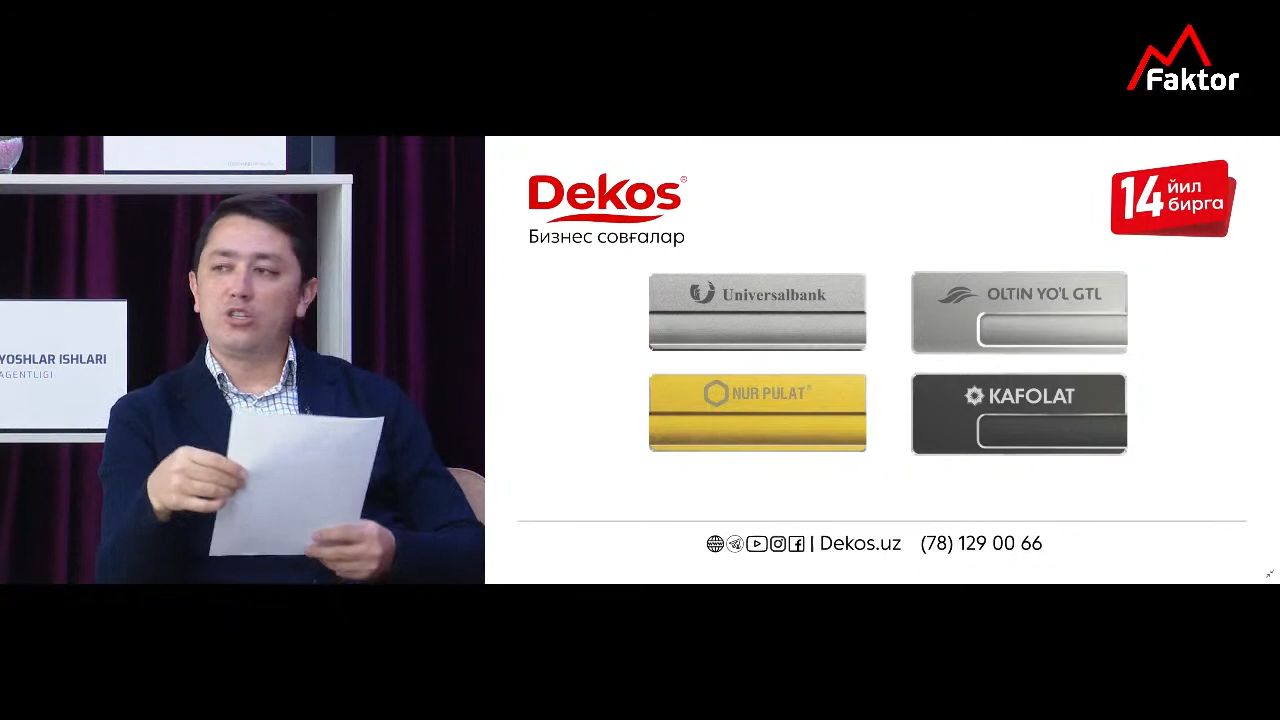 Faktor
YOSHLAR ISHLARI
AGENTLIGI
Dekos®
Бизнес совғалар
14 йил
бирга
Universalbank
OLTIN YO'L GTL
NUR PULAT®
KAFOLAT
| Dekos.uz (78) 129 00 66